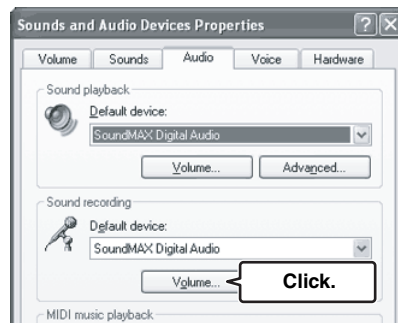 Sounds and Audio Devices Properties
Volume Sounds Audio Voice Hardware
Sound playback
Default device:
SoundMAX Digital Audio
Volume... Advanced...
Sound recording
Default device:
SoundMAX Digital Audio
Volume... Click.
MIDI music playback